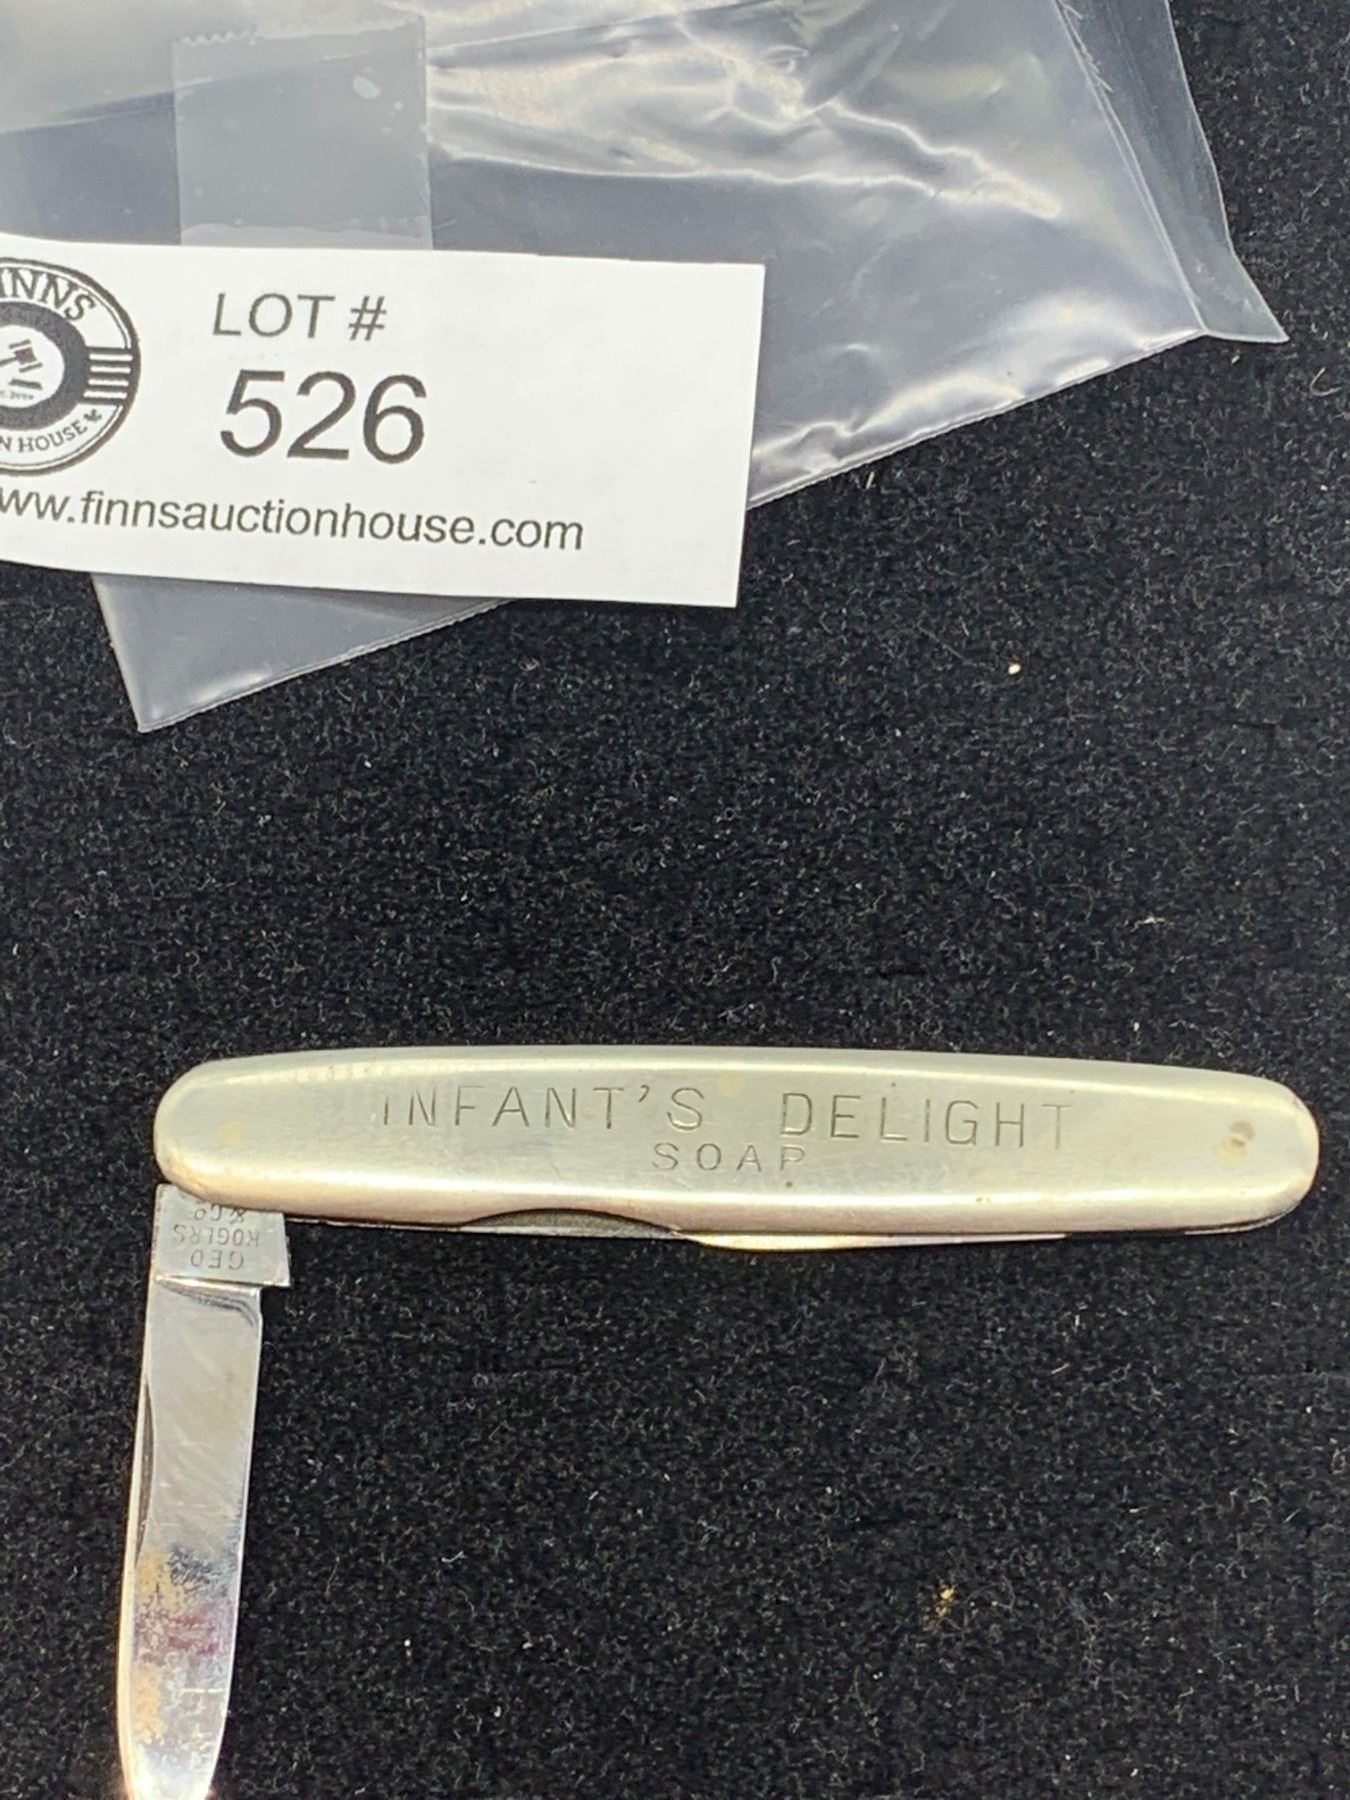 LOT #
526
www.finnsauctionhouse.com
INFANT'S DELIGHT
SOAP
GEO
ROGERS
& Co